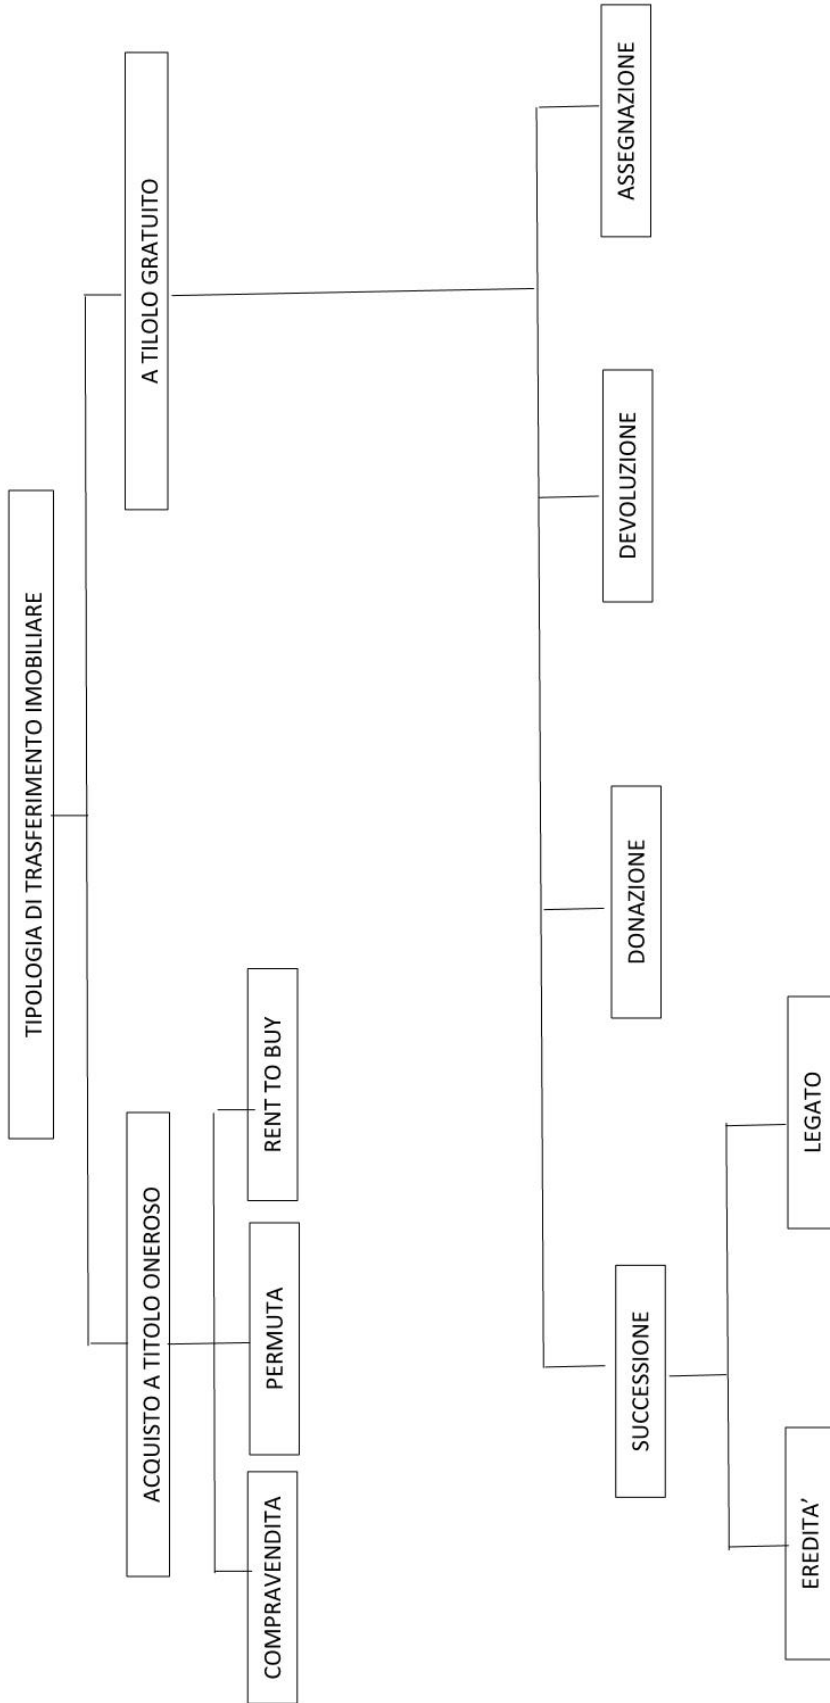 TIPOLOGIA DI TRASFERIMENTO IMOBILIARE
ACQUISTO A TITOLO ONEROSO
A TILOLO GRATUITO
COMPRAVENDITA
PERMUTA
RENT TO BUY
SUCCESSIONE
DONAZIONE
DEVOLUZIONE
ASSEGNAZIONE
EREDITA’
LEGATO